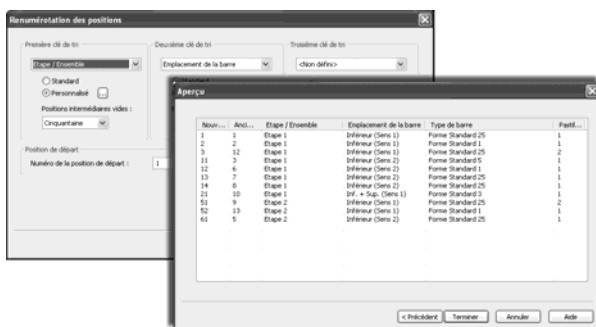 Renumérotation des positions
Première clé de tri
Deuxième clé de tri
Troisième clé de tri
Etape / Ensemble
Emplacement de la barre
<Non défini>
Standard
Personnalisé ...
Positions intermédiaires vides :
Cinquantaine
Position de départ
Numéro de la position de départ : 1
Aperçu
Nouv... Anci... Etape / Ensemble Emplacement de la barre Type de barre Pastil...
1 1 Etape 1 Inférieur (Sens 1) Forme Standard 25 1
2 2 Etape 1 Inférieur (Sens 1) Forme Standard 1 1
3 12 Etape 1 Inférieur (Sens 1) Forme Standard 25 2
11 3 Etape 1 Inférieur (Sens 2) Forme Standard 5 1
12 6 Etape 1 Inférieur (Sens 2) Forme Standard 1 1
13 7 Etape 1 Inférieur (Sens 2) Forme Standard 25 1
14 8 Etape 1 Inférieur (Sens 2) Forme Standard 25 1
21 10 Etape 1 Inf. + Sup. (Sens 1) Forme Standard 3 1
51 9 Etape 2 Inférieur (Sens 1) Forme Standard 25 2
52 13 Etape 2 Inférieur (Sens 1) Forme Standard 1 1
61 5 Etape 2 Inférieur (Sens 2) Forme Standard 25 1
< Précédent Terminer Annuler Aide